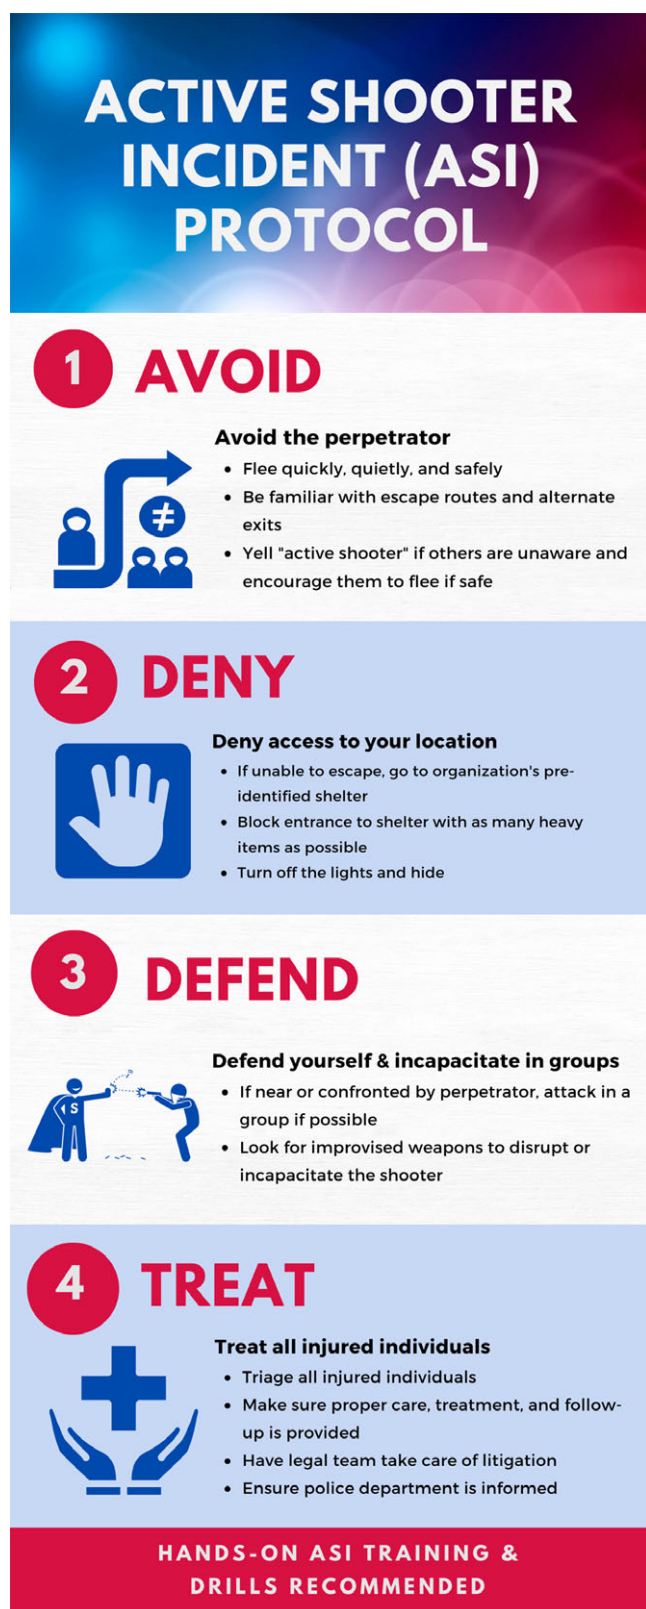 ACTIVE SHOOTER
INCIDENT (ASI)
PROTOCOL
1 AVOID
Avoid the perpetrator
• Flee quickly, quietly, and safely
• Be familiar with escape routes and alternate
exits
• Yell "active shooter" if others are unaware and
encourage them to flee if safe
≠
2 DENY
Deny access to your location
• If unable to escape, go to organization's pre-
identified shelter
• Block entrance to shelter with as many heavy
items as possible
• Turn off the lights and hide
3 DEFEND
Defend yourself & incapacitate in groups
• If near or confronted by perpetrator, attack in a
group if possible
• Look for improvised weapons to disrupt or
incapacitate the shooter
S
4 TREAT
Treat all injured individuals
• Triage all injured individuals
• Make sure proper care, treatment, and follow-
up is provided
• Have legal team take care of litigation
• Ensure police department is informed
HANDS-ON ASI TRAINING &
DRILLS RECOMMENDED